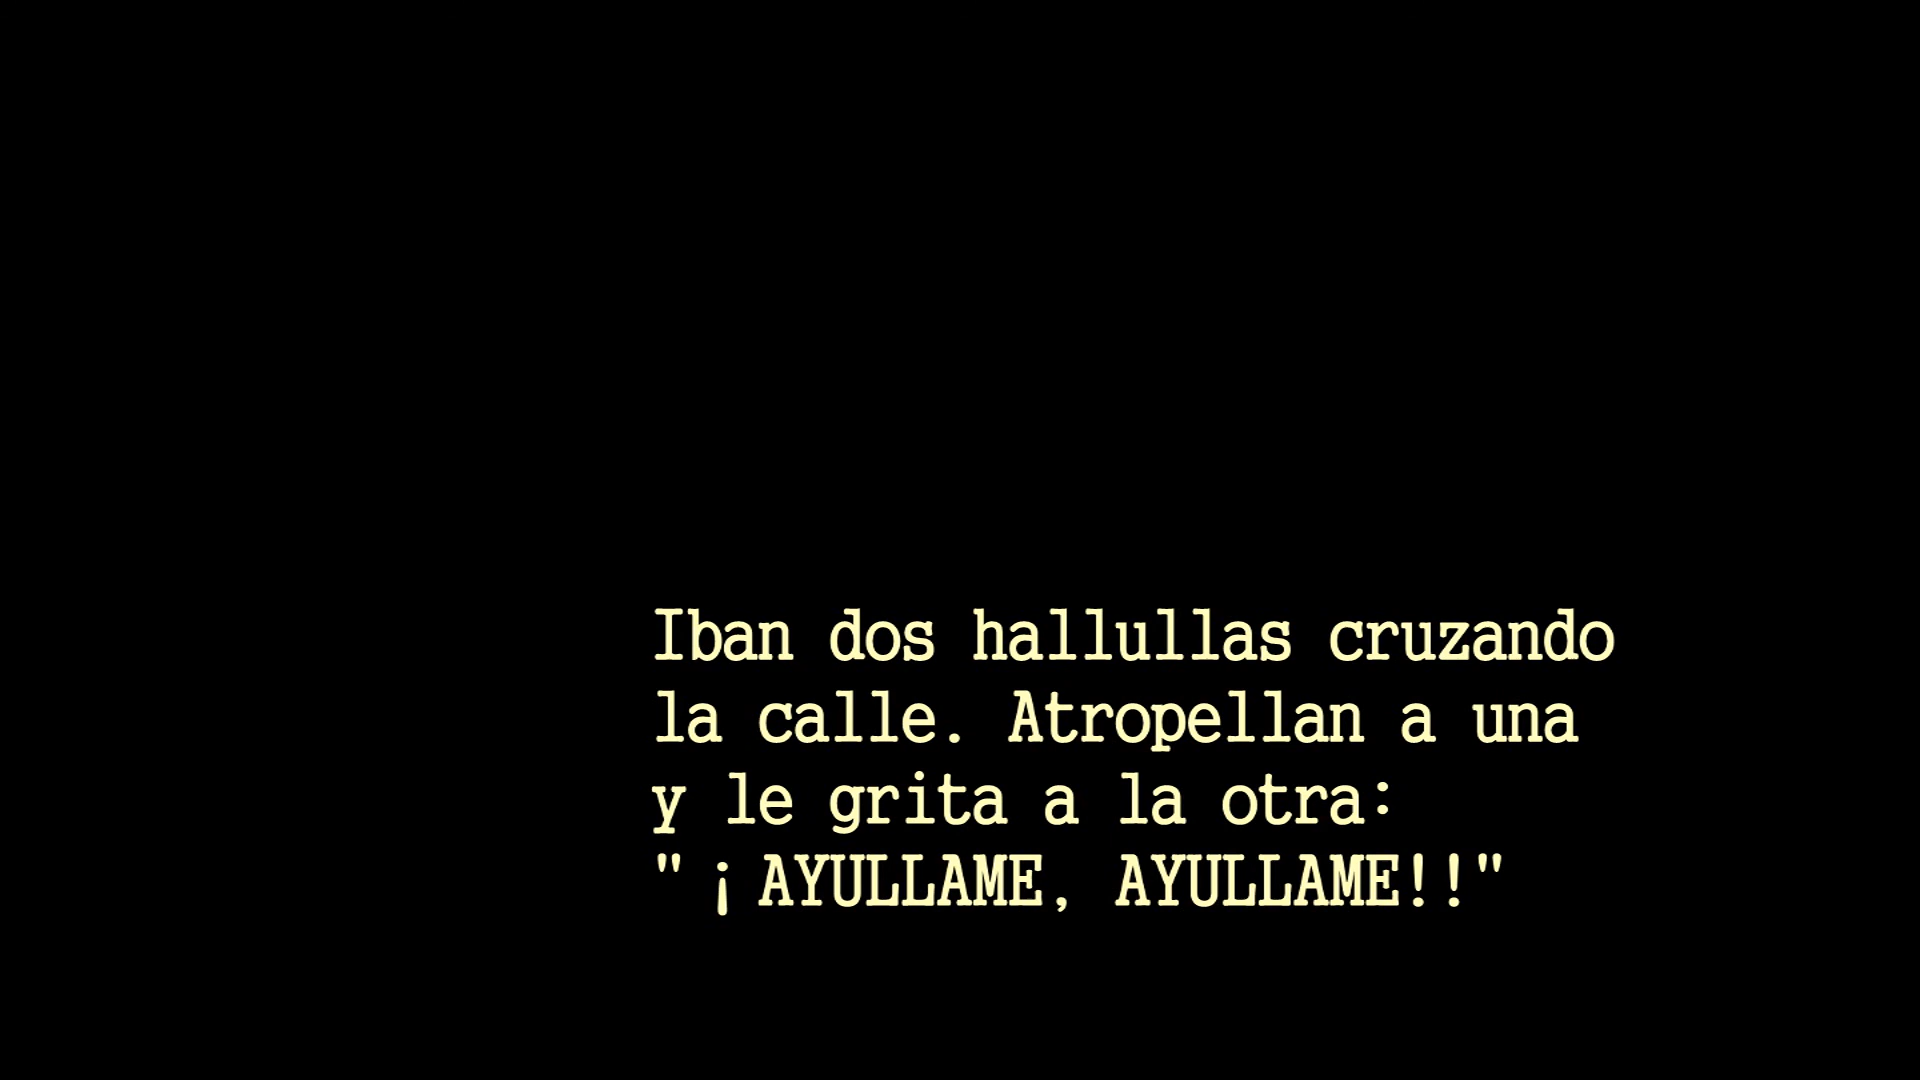 Iban dos hallullas cruzando
la calle. Atropellan a una
y le grita a la otra:
"¡AYULLAME, AYULLAME!!"